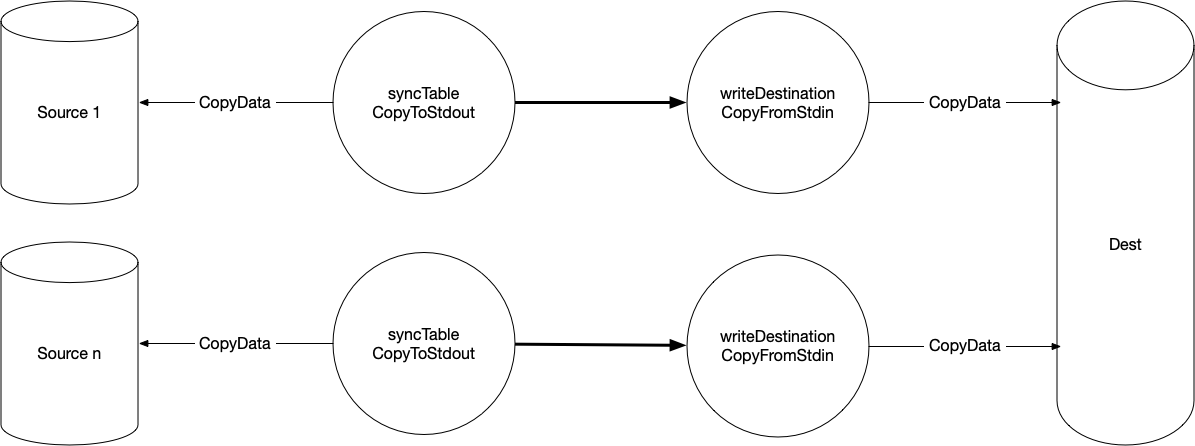 Source 1
CopyData
syncTable
CopyToStdout
writeDestination
CopyFromStdin
CopyData
Dest
Source n
CopyData
syncTable
CopyToStdout
writeDestination
CopyFromStdin
CopyData